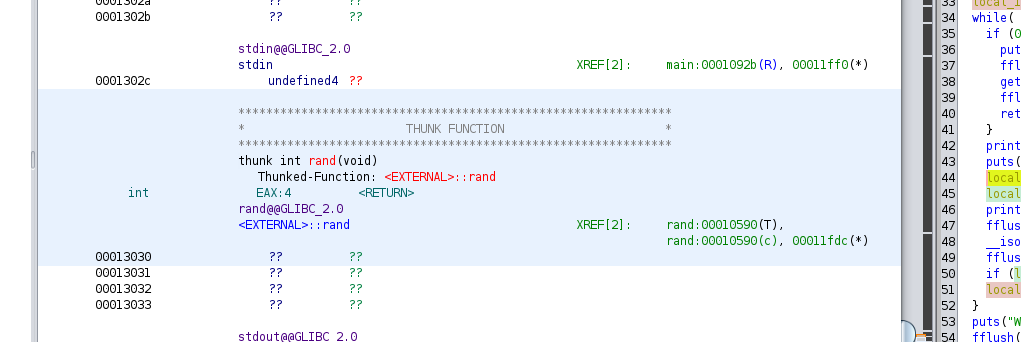 0001302a ?? ??
0001302b ?? ??
stdin@@GLIBC_2.0
stdin XREF[2]: main:0001092b(R), 00011ff0(*)
0001302c undefined4 ??
**************************************************************
* THUNK FUNCTION *
**************************************************************
thunk int rand(void)
Thunked-Function: <EXTERNAL>::rand
int EAX:4 <RETURN>
rand@@GLIBC_2.0
<EXTERNAL>::rand XREF[2]: rand:00010590(T),
rand:00010590(c), 00011fdc(*)
00013030 ?? ??
00013031 ?? ??
00013032 ?? ??
00013033 ?? ??
stdout@@GLIBC_2.0
33 local_1
34 while(
35 if (0
36 put
37 ffl
38 get
39 ffl
40 ret
41 }
42 print
43 puts(
44 local
45 local
46 print
47 fflus
48 __iso
49 fflus
50 if (l
51 local
52 }
53 puts("W
54 fflush(